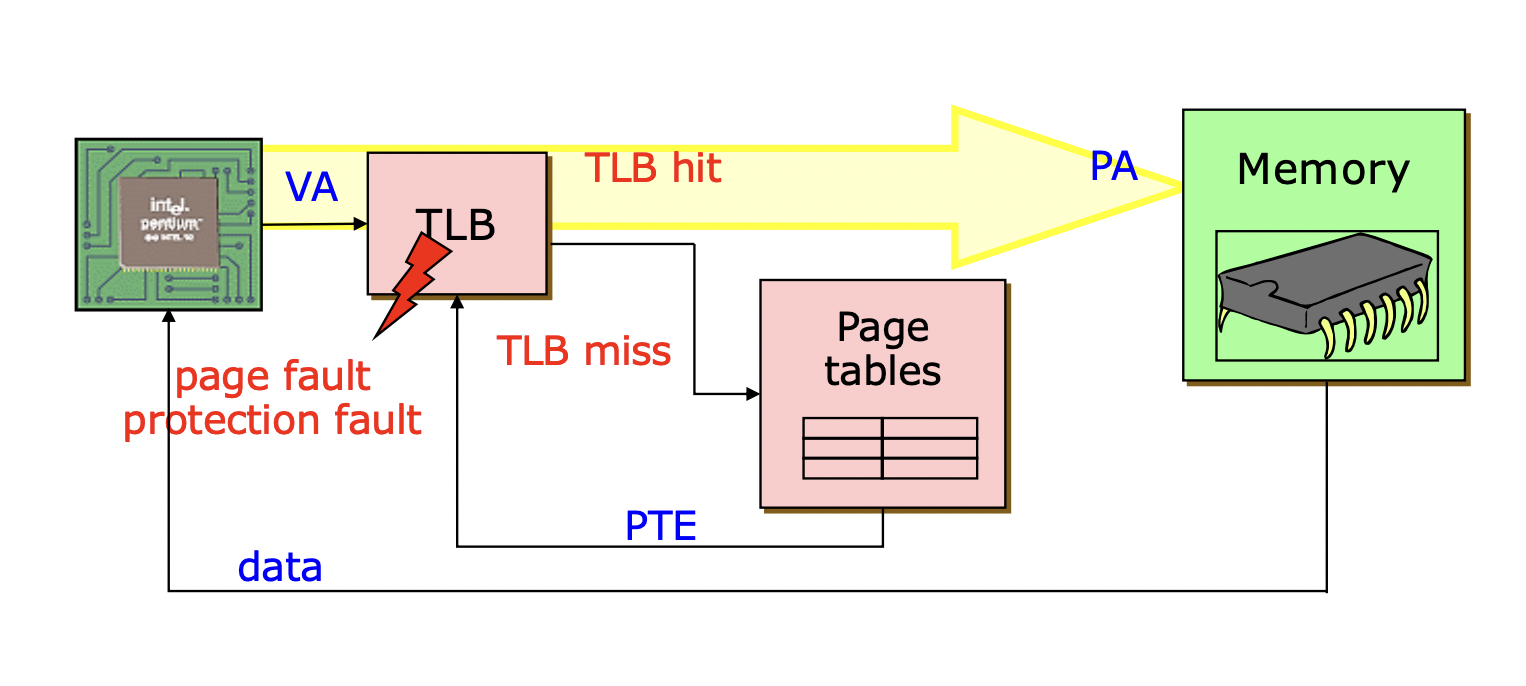 VA
TLB hit
PA
Memory
intel.
pentium
TLB
Page
tables
TLB miss
page fault
protection fault
PTE
data